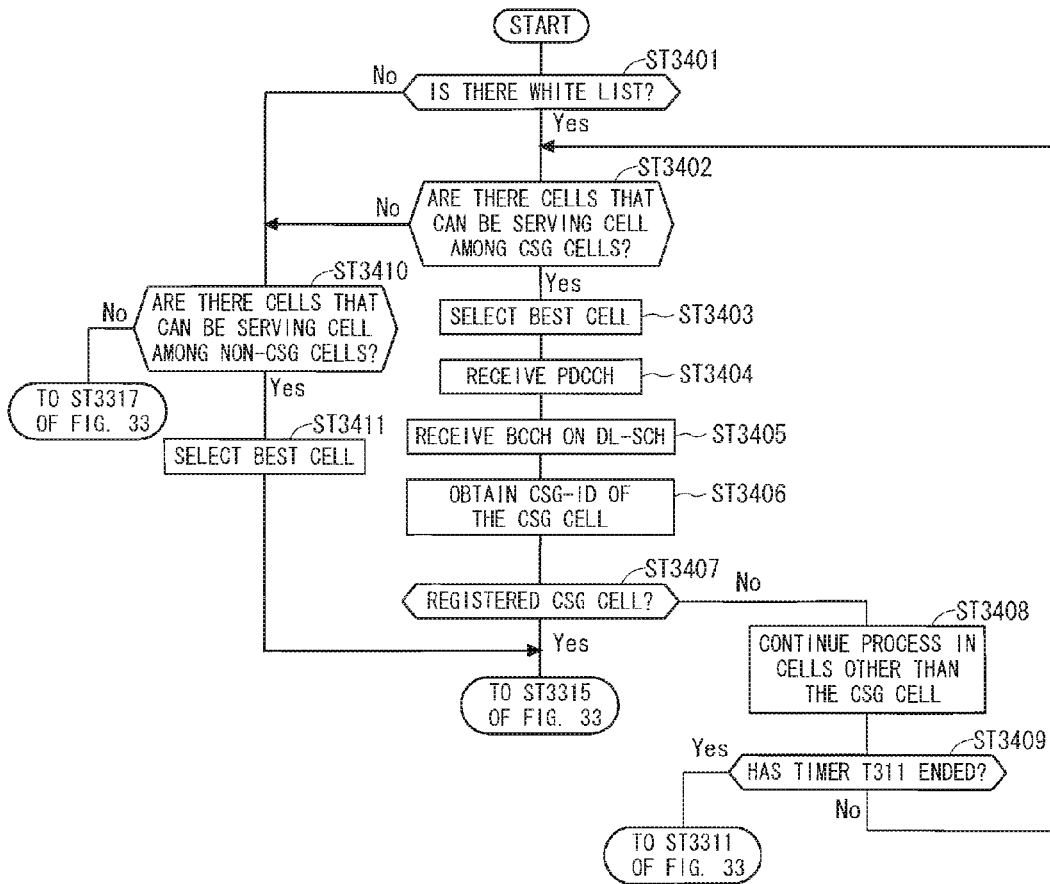 START
ST3401
No
IS THERE WHITE LIST?
Yes
ST3402
ARE THERE CELLS THAT
CAN BE SERVING CELL
AMONG CSG CELLS?
No
ST3410
Yes
No
ARE THERE CELLS THAT
CAN BE SERVING CELL
AMONG NON-CSG CELLS?
SELECT BEST CELL
ST3403
RECEIVE PDCCH
ST3404
Yes
TO ST3317
OF FIG. 33
ST3411
SELECT BEST CELL
RECEIVE BCCH ON DL-SCH
ST3405
OBTAIN CSG-ID OF
THE CSG CELL
ST3406
ST3407
REGISTERED CSG CELL?
No
Yes
ST3408
CONTINUE PROCESS IN
CELLS OTHER THAN
THE CSG CELL
TO ST3315
OF FIG. 33
ST3409
Yes
HAS TIMER T311 ENDED?
No
TO ST3311
OF FIG. 33